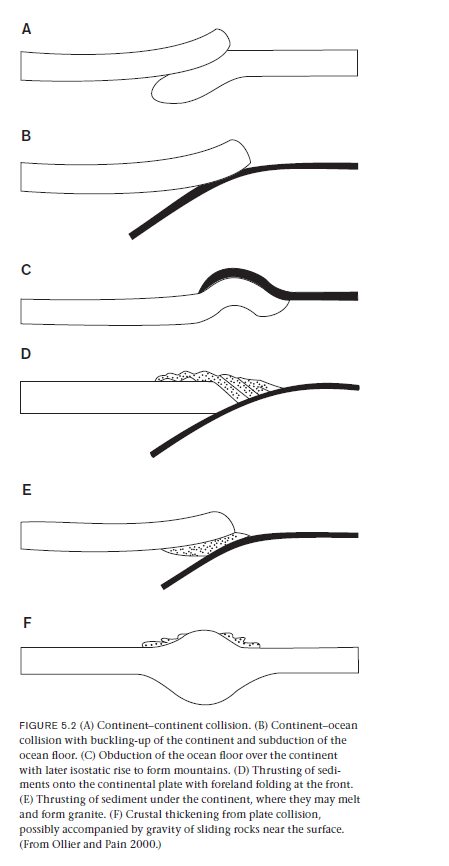 A
B
C
D
E
F
FIGURE 5.2 (A) Continent–continent collision. (B) Continent–ocean
collision with buckling-up of the continent and subduction of the
ocean floor. (C) Obduction of the ocean floor over the continent
with later isostatic rise to form mountains. (D) Thrusting of sedi-
ments onto the continental plate with foreland folding at the front.
(E) Thrusting of sediment under the continent, where they may melt
and form granite. (F) Crustal thickening from plate collision,
possibly accompanied by gravity of sliding rocks near the surface.
(From Ollier and Pain 2000.)